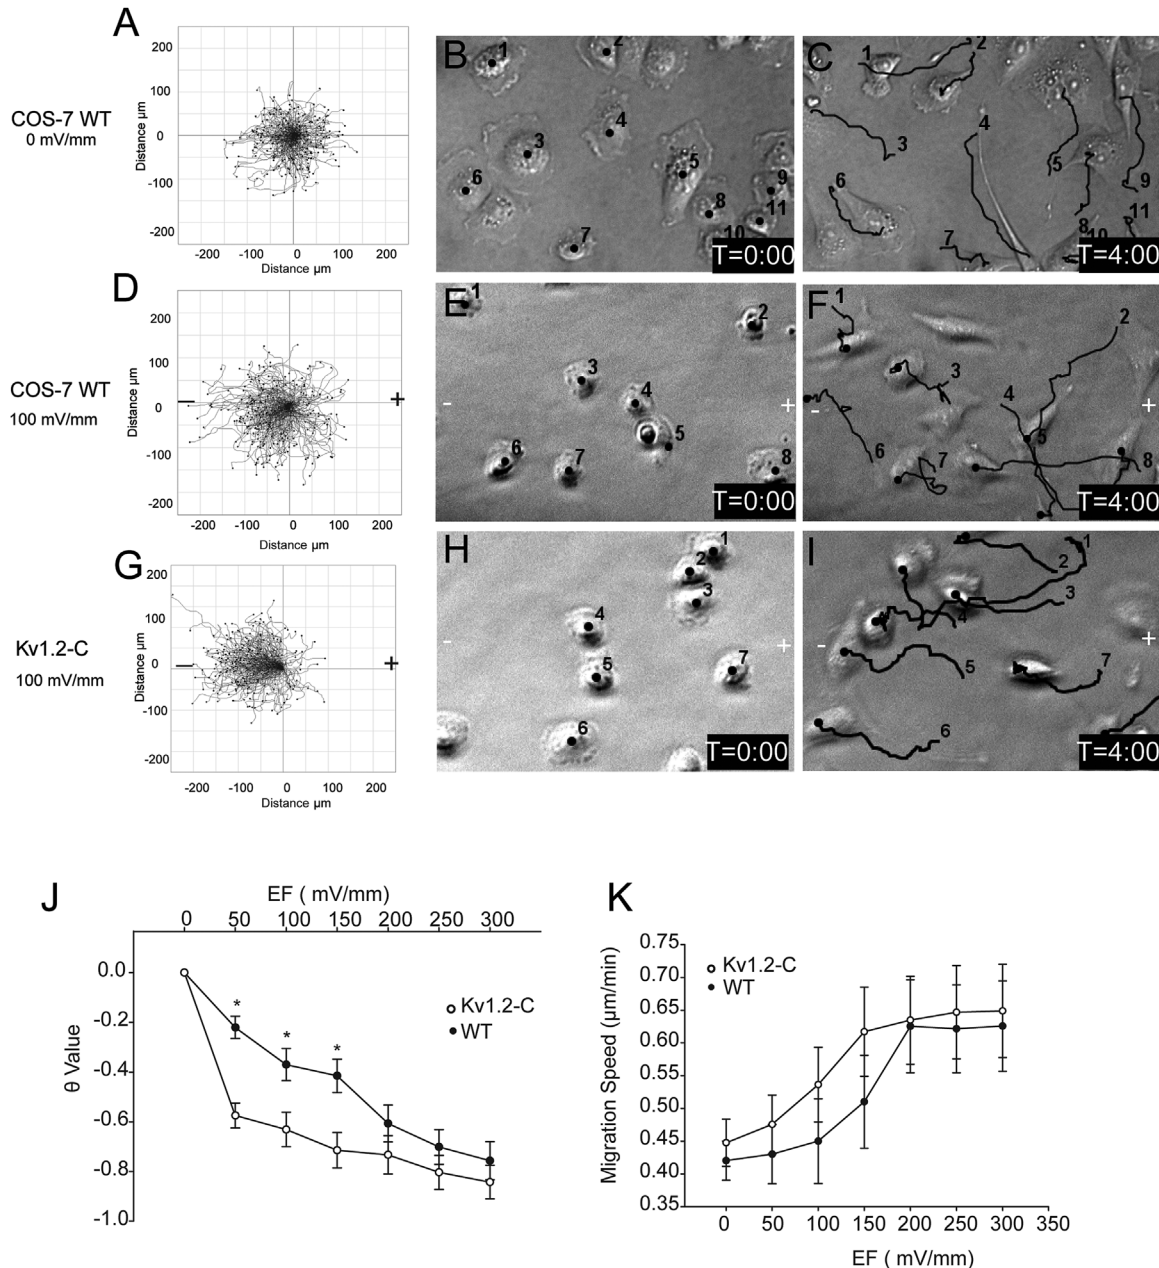 A
COS-7 WT
0 mV/mm
Distance µm
200
100
0
-100
-200
-200 -100 0 100 200
Distance µm
B
1 2 3 4 5 6 7 8 9 10 11
T=0:00
C
1 2 3 4 5 6 7 8 9 10 11
T=4:00
D
COS-7 WT
100 mV/mm
Distance µm
200
100
0
-100
-200
− +
-200 -100 0 100 200
Distance µm
E
1 2 3 4 5 6 7 8
- +
T=0:00
F
1 2 3 4 5 6 7 8
- +
T=4:00
G
Kv1.2-C
100 mV/mm
Distance µm
200
100
0
-100
-200
− +
-200 -100 0 100 200
Distance µm
H
1 2 3 4 5 6 7
- +
T=0:00
I
1 2 3 4 5 6 7
- +
T=4:00
J
EF ( mV/mm)
0 50 100 150 200 250 300
θ Value
0.0
-0.2
-0.4
-0.6
-0.8
-1.0
* * *
Kv1.2-C
WT
K
Migration Speed (µm/min)
0.75
0.70
0.65
0.60
0.55
0.50
0.45
0.40
0.35
Kv1.2-C
WT
0 50 100 150 200 250 300 350
EF ( mV/mm)